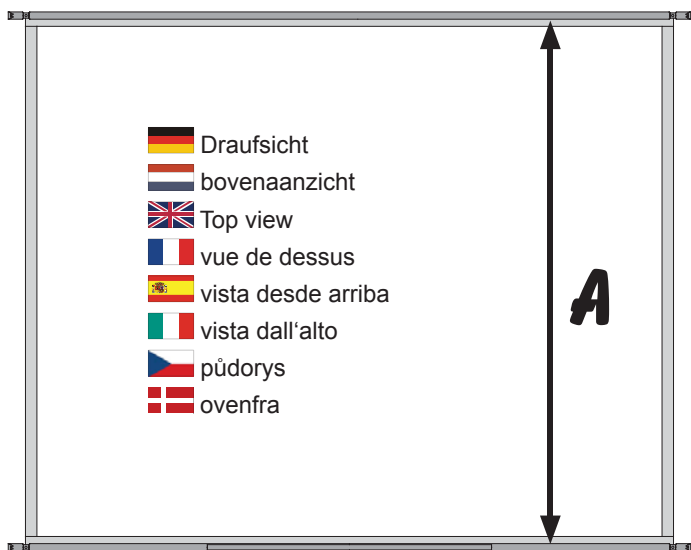 Draufsicht
bovenaanzicht
Top view
vue de dessus
vista desde arriba
vista dall‘alto
půdorys
ovenfra
A